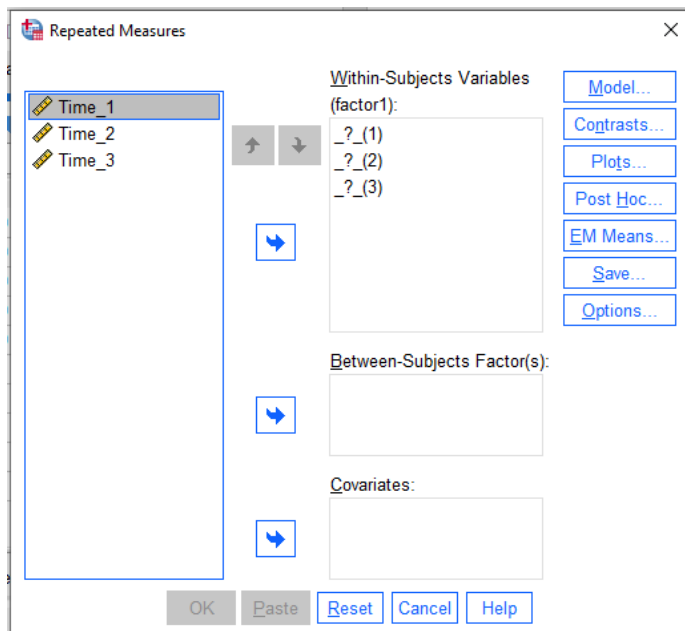 Repeated Measures
Time_1
Time_2
Time_3
Within-Subjects Variables
(factor1):
_?_(1)
_?_(2)
_?_(3)
Between-Subjects Factor(s):
Covariates:
Model...
Contrasts...
Plots...
Post Hoc...
EM Means...
Save...
Options...
OK
Paste
Reset
Cancel
Help